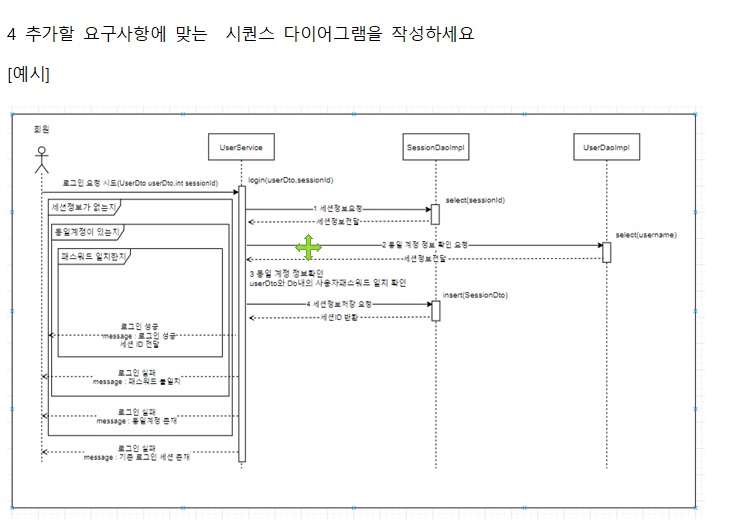 4 추가할 요구사항에 맞는 시퀀스 다이어그램을 작성하세요
[예시]
회원
UserService
SessionDaoImpl
UserDaoImpl
로그인 요청 시도(UserDto userDto,int sessionId)
login(userDto,sessionId)
세션정보가 없는지
1 세션정보요청
select(sessionId)
세션정보전달
동일계정이 있는지
2 동일 계정 정보 확인 요청
select(username)
패스워드 일치한지
세션정보전달
3 동일 계정 정보확인
userDto와 Db내의 사용자패스워드 일치 확인
insert(SessionDto)
4 세션정보저장 요청
세션ID 반환
로그인 성공
message : 로그인 성공
세션 ID 전달
로그인 실패
message : 패스워드 불일치
로그인 실패
message : 동일계정 존재
로그인 실패
message : 기존 로그인 세션 존재